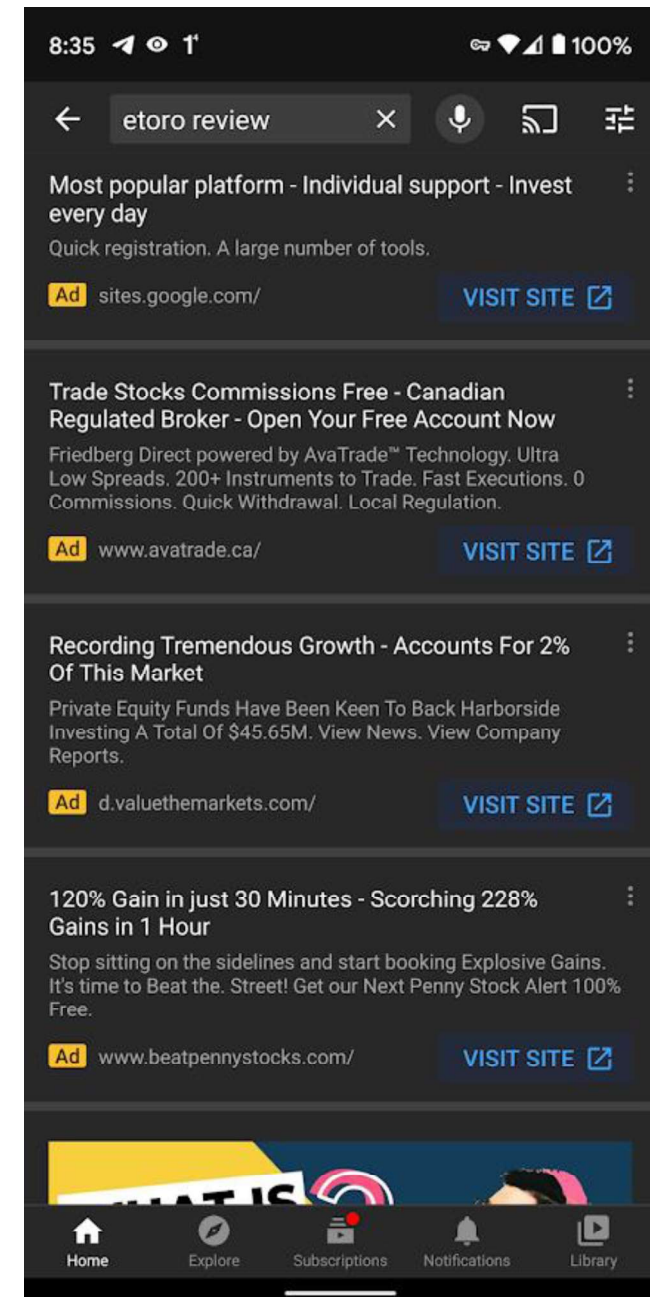 8:35 100%
etoro review
Most popular platform - Individual support - Invest
every day
Quick registration. A large number of tools.
Ad sites.google.com/ VISIT SITE
Trade Stocks Commissions Free - Canadian
Regulated Broker - Open Your Free Account Now
Friedberg Direct powered by AvaTrade™ Technology. Ultra
Low Spreads. 200+ Instruments to Trade. Fast Executions. 0
Commissions. Quick Withdrawal. Local Regulation.
Ad www.avatrade.ca/ VISIT SITE
Recording Tremendous Growth - Accounts For 2%
Of This Market
Private Equity Funds Have Been Keen To Back Harborside
Investing A Total Of $45.65M. View News. View Company
Reports.
Ad d.valuethemarkets.com/ VISIT SITE
120% Gain in just 30 Minutes - Scorching 228%
Gains in 1 Hour
Stop sitting on the sidelines and start booking Explosive Gains.
It's time to Beat the. Street! Get our Next Penny Stock Alert 100%
Free.
Ad www.beatpennystocks.com/ VISIT SITE
WHAT IS
Home Explore Subscriptions Notifications Library